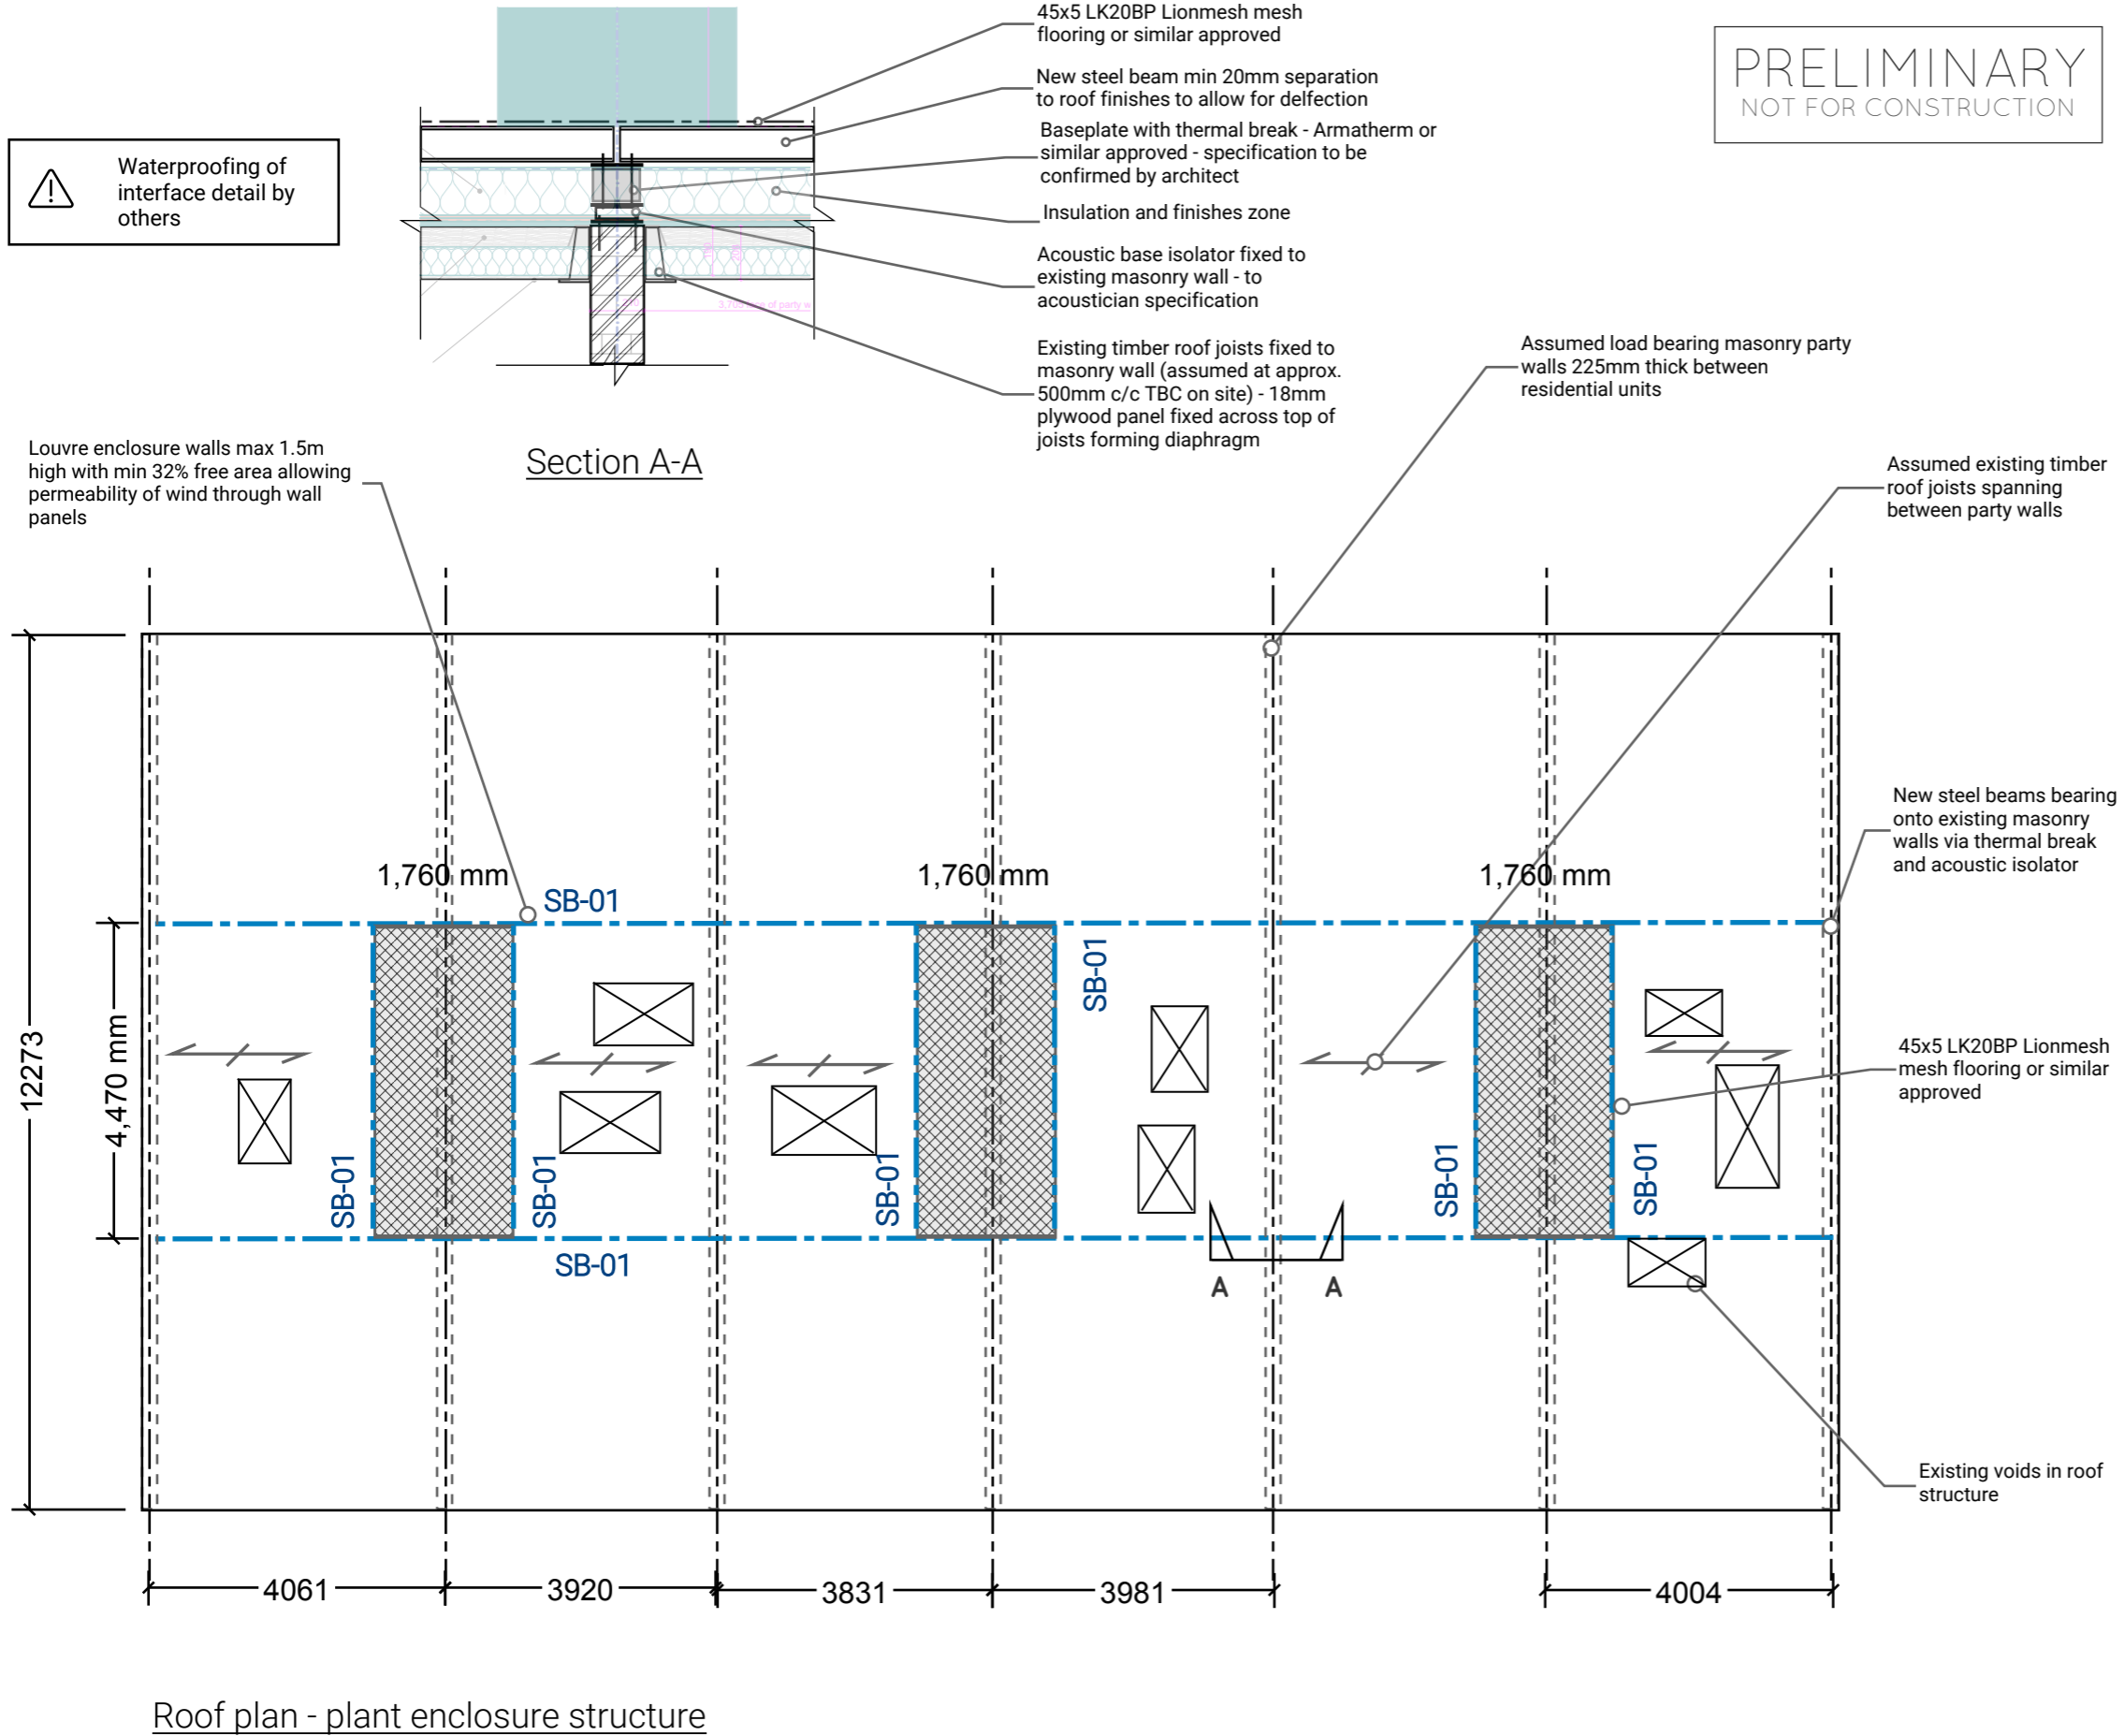 45x5 LK20BP Lionmesh mesh
flooring or similar approved
New steel beam min 20mm separation
to roof finishes to allow for delfection
Baseplate with thermal break - Armatherm or
similar approved - specification to be
confirmed by architect
Insulation and finishes zone
Acoustic base isolator fixed to
existing masonry wall - to
acoustician specification
Existing timber roof joists fixed to
masonry wall (assumed at approx.
500mm c/c TBC on site) - 18mm
plywood panel fixed across top of
joists forming diaphragm
PRELIMINARY
NOT FOR CONSTRUCTION
Waterproofing of
interface detail by
others
Section A-A
Assumed load bearing masonry party
walls 225mm thick between
residential units
Louvre enclosure walls max 1.5m
high with min 32% free area allowing
permeability of wind through wall
panels
Assumed existing timber
roof joists spanning
between party walls
New steel beams bearing
onto existing masonry
walls via thermal break
and acoustic isolator
1,760 mm
1,760 mm
1,760 mm
SB-01
SB-01
12273
4,470 mm
45x5 LK20BP Lionmesh
mesh flooring or similar
approved
SB-01
SB-01
SB-01
SB-01
SB-01
SB-01
A
A
Existing voids in roof
structure
4061
3920
3831
3981
4004
Roof plan - plant enclosure structure